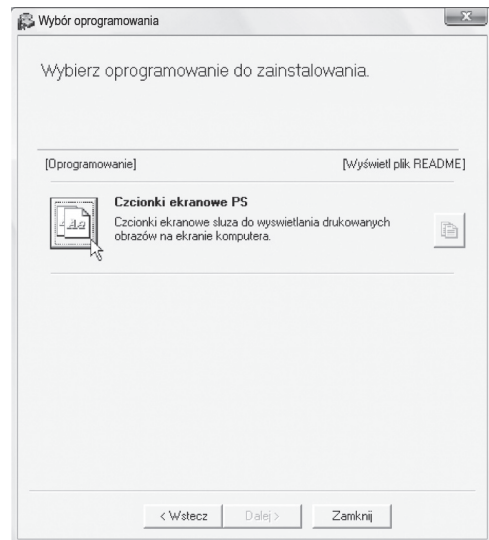 Wybór oprogramowania
Wybierz oprogramowanie do zainstalowania.
[Oprogramowanie] [Wyświetl plik README]
Aa
Czcionki ekranowe PS
Czcionki ekranowe sluza do wyswietlania drukowanych
obrazów na ekranie komputera.
< Wstecz Dalej > Zamknij